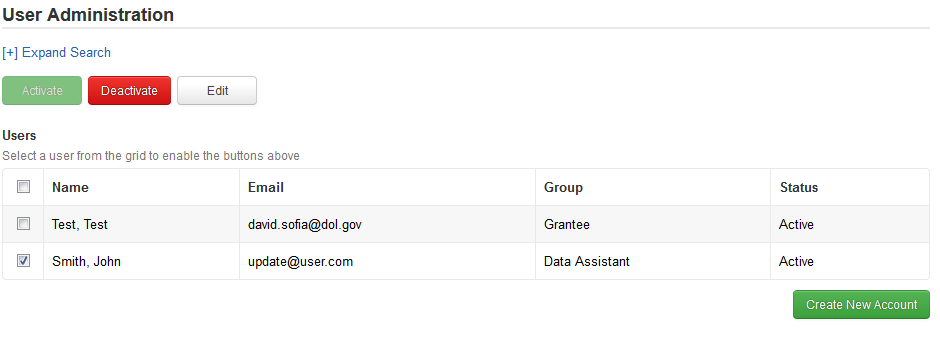 User Administration
[+] Expand Search
Activate Deactivate Edit
Users
Select a user from the grid to enable the buttons above
Name Email Group Status
Test, Test david.sofia@dol.gov Grantee Active
Smith, John update@user.com Data Assistant Active
Create New Account